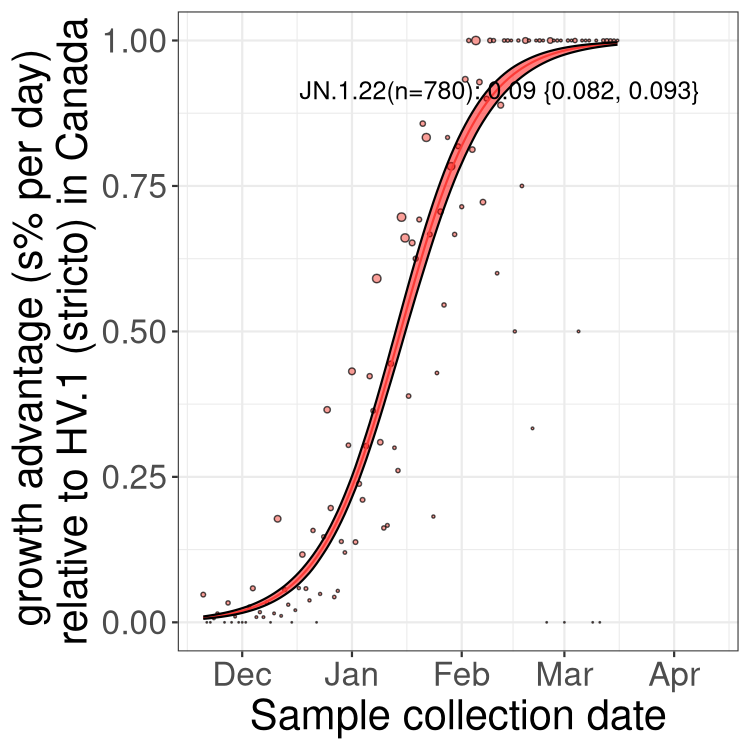 growth advantage (s% per day)
relative to HV.1 (stricto) in Canada
1.00
0.75
0.50
0.25
0.00
JN.1.22(n=780): 0.09 {0.082, 0.093}
Dec Jan Feb Mar Apr
Sample collection date